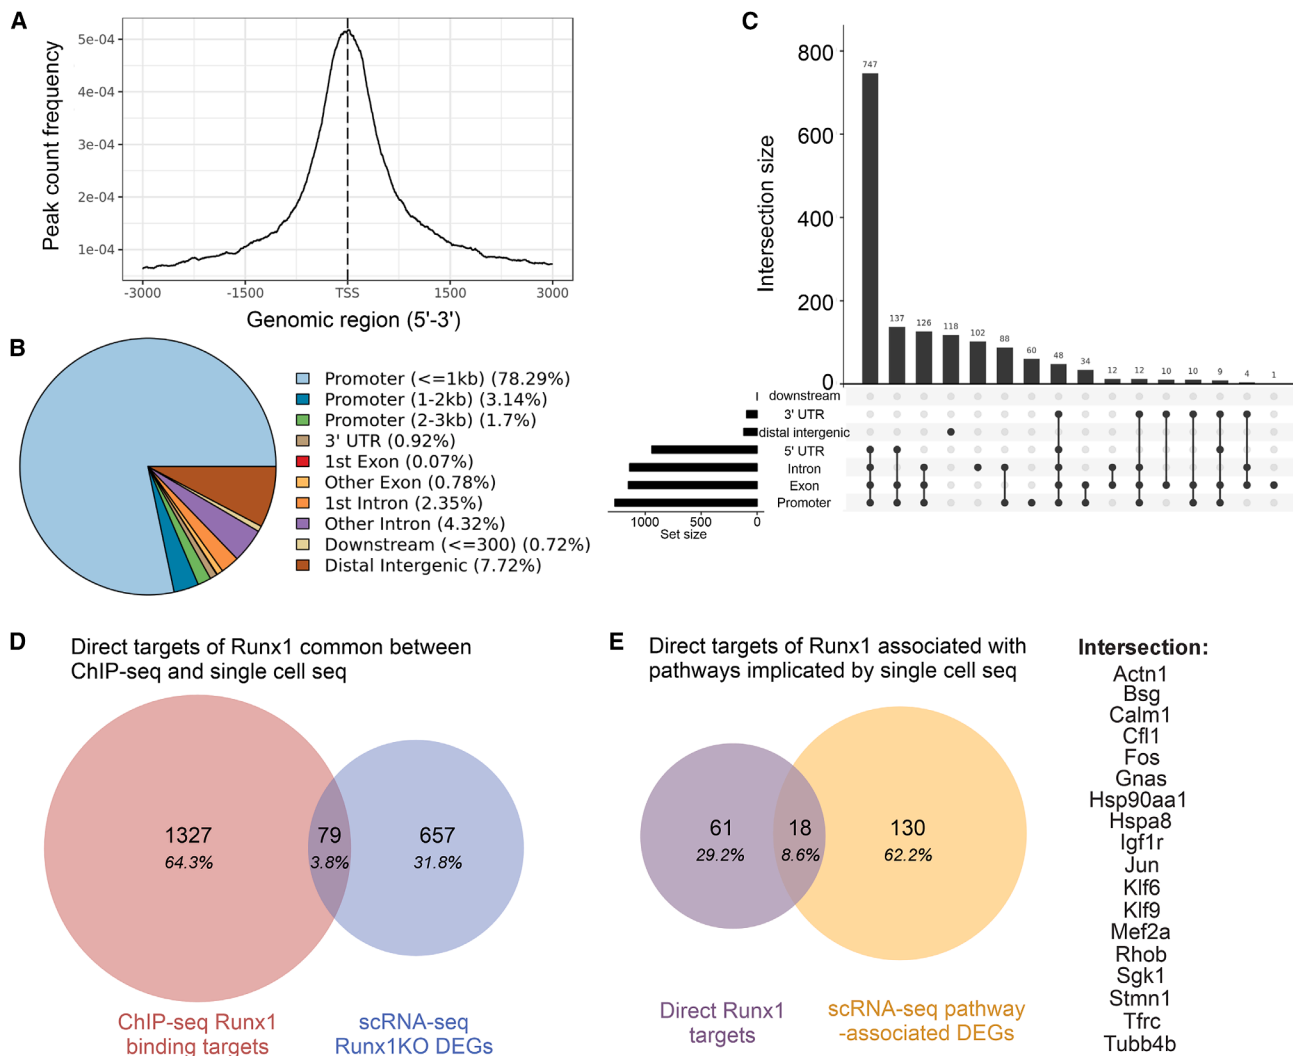 A
5e-04
4e-04
3e-04
2e-04
1e-04
Peak count frequency
-3000
-1500
TSS
1500
3000
Genomic region (5'-3')
B
Promoter (<=1kb) (78.29%)
Promoter (1-2kb) (3.14%)
Promoter (2-3kb) (1.7%)
3' UTR (0.92%)
1st Exon (0.07%)
Other Exon (0.78%)
1st Intron (2.35%)
Other Intron (4.32%)
Downstream (<=300) (0.72%)
Distal Intergenic (7.72%)
C
Intersection size
800
600
400
200
0
747
137
126
118
102
88
60
48
34
12
12
10
10
9
4
1
downstream
3' UTR
distal intergenic
5' UTR
Intron
Exon
Promoter
1000
500
0
Set size
D
Direct targets of Runx1 common between
ChIP-seq and single cell seq
1327
64.3%
79
3.8%
657
31.8%
ChIP-seq Runx1
binding targets
scRNA-seq
Runx1KO DEGs
E
Direct targets of Runx1 associated with
pathways implicated by single cell seq
61
29.2%
18
8.6%
130
62.2%
Direct Runx1
targets
scRNA-seq pathway
-associated DEGs
Intersection:
Actn1
Bsg
Calm1
Cfl1
Fos
Gnas
Hsp90aa1
Hspa8
Igf1r
Jun
Klf6
Klf9
Mef2a
Rhob
Sgk1
Stmn1
Tfrc
Tubb4b